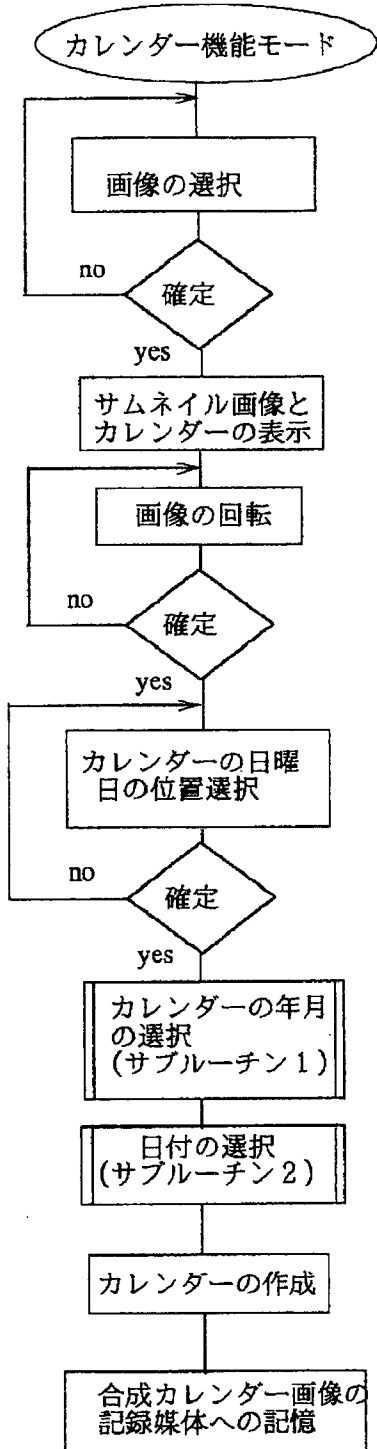 カレンダー機能モード
画像の選択
no
確定
yes
サムネイル画像と
カレンダーの表示
画像の回転
no
確定
yes
カレンダーの日曜
日の位置選択
no
確定
yes
カレンダーの年月
の選択
(サブルーチン1)
日付の選択
(サブルーチン2)
カレンダーの作成
合成カレンダー画像の
記録媒体への記憶